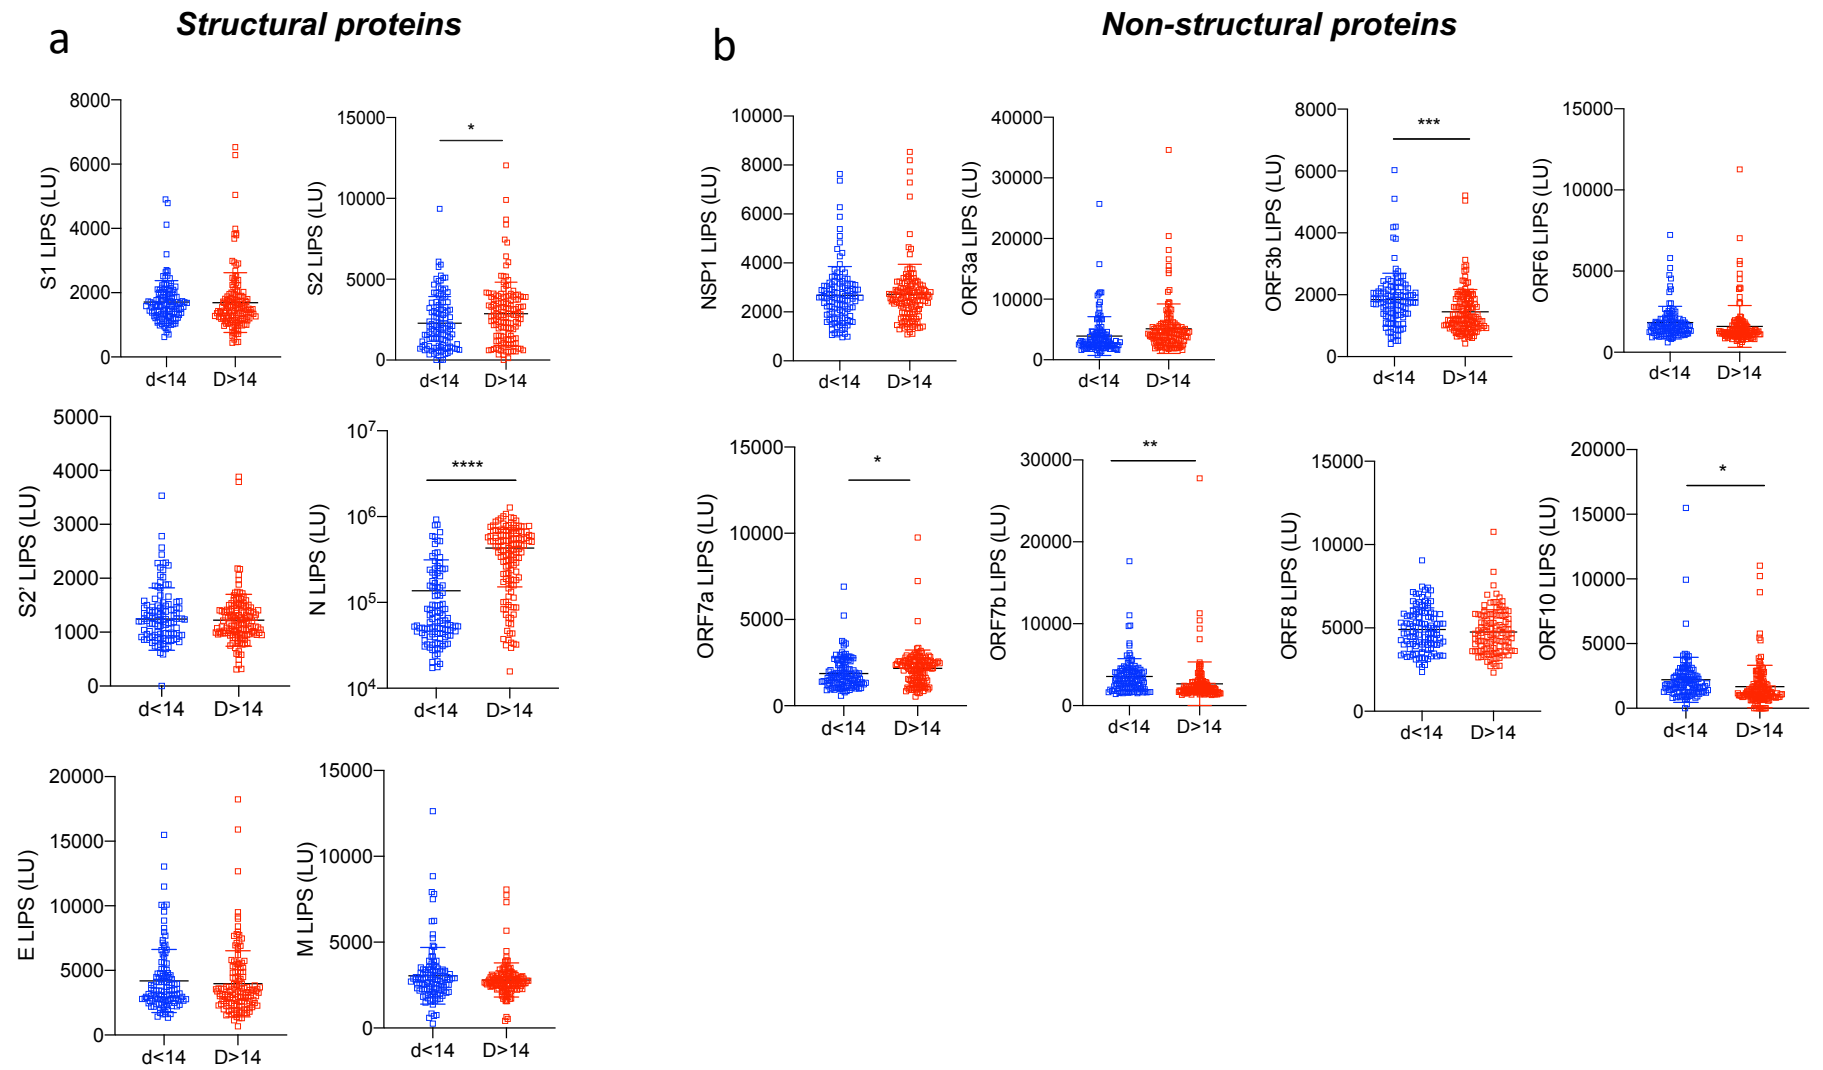 a
Structural proteins
b
Non-structural proteins
S1 LIPS (LU)
8000
6000
4000
2000
0
d<14
D>14
S2 LIPS (LU)
15000
10000
5000
0
*
d<14
D>14
NSP1 LIPS (LU)
10000
8000
6000
4000
2000
0
d<14
D>14
ORF3a LIPS (LU)
40000
30000
20000
10000
0
d<14
D>14
ORF3b LIPS (LU)
8000
6000
4000
2000
0
***
d<14
D>14
ORF6 LIPS (LU)
15000
10000
5000
0
d<14
D>14
S2' LIPS (LU)
5000
4000
3000
2000
1000
0
d<14
D>14
N LIPS (LU)
10^7
10^6
10^5
10^4
****
d<14
D>14
ORF7a LIPS (LU)
15000
10000
5000
0
*
d<14
D>14
ORF7b LIPS (LU)
30000
20000
10000
0
**
d<14
D>14
ORF8 LIPS (LU)
15000
10000
5000
0
d<14
D>14
ORF10 LIPS (LU)
20000
15000
10000
5000
0
*
d<14
D>14
E LIPS (LU)
20000
15000
10000
5000
0
d<14
D>14
M LIPS (LU)
15000
10000
5000
0
d<14
D>14